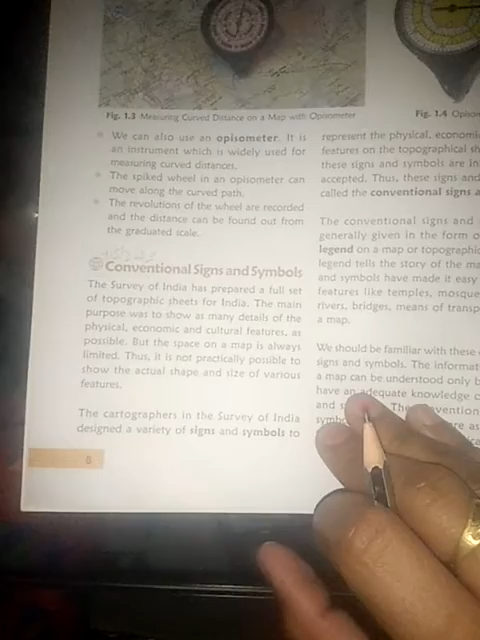 Fig. 1.3 Measuring Curved Distance on a Map with Opisometer
We can also use an opisometer. It is
an instrument which is widely used for
measuring curved distances.
The spiked wheel in an opisometer can
move along the curved path.
The revolutions of the wheel are recorded
and the distance can be found out from
the graduated scale.
Conventional Signs and Symbols
The Survey of India has prepared a full set
of topographic sheets for India. The main
purpose was to show as many details of the
physical, economic and cultural features, as
possible. But the space on a map is always
limited. Thus, it is not practically possible to
show the actual shape and size of various
features.
The cartographers in the Survey of India
designed a variety of signs and symbols to
8
Fig. 1.4
represent the physical, economi
features on the topographical sh
these signs and symbols are in
accepted. Thus, these signs and
called the conventional signs a
The conventional signs and
generally given in the form o
legend on a map or topographic
legend tells the story of the ma
and symbols have made it easy
features like temples, mosque
rivers, bridges, means of transp
a map.
We should be familiar with these
signs and symbols. The informat
a map can be understood only b
have an adequate knowledge o
and